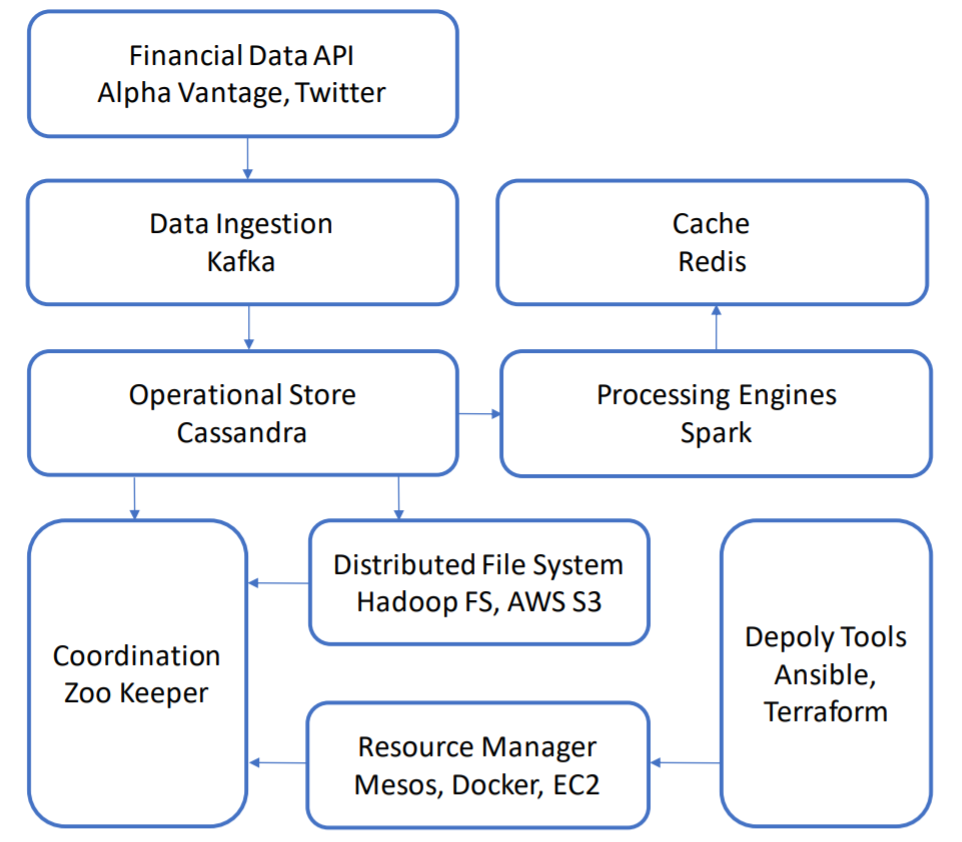 Financial Data API
Alpha Vantage, Twitter
Data Ingestion
Kafka
Cache
Redis
Operational Store
Cassandra
Processing Engines
Spark
Distributed File System
Hadoop FS, AWS S3
Coordination
Zoo Keeper
Depoly Tools
Ansible,
Terraform
Resource Manager
Mesos, Docker, EC2